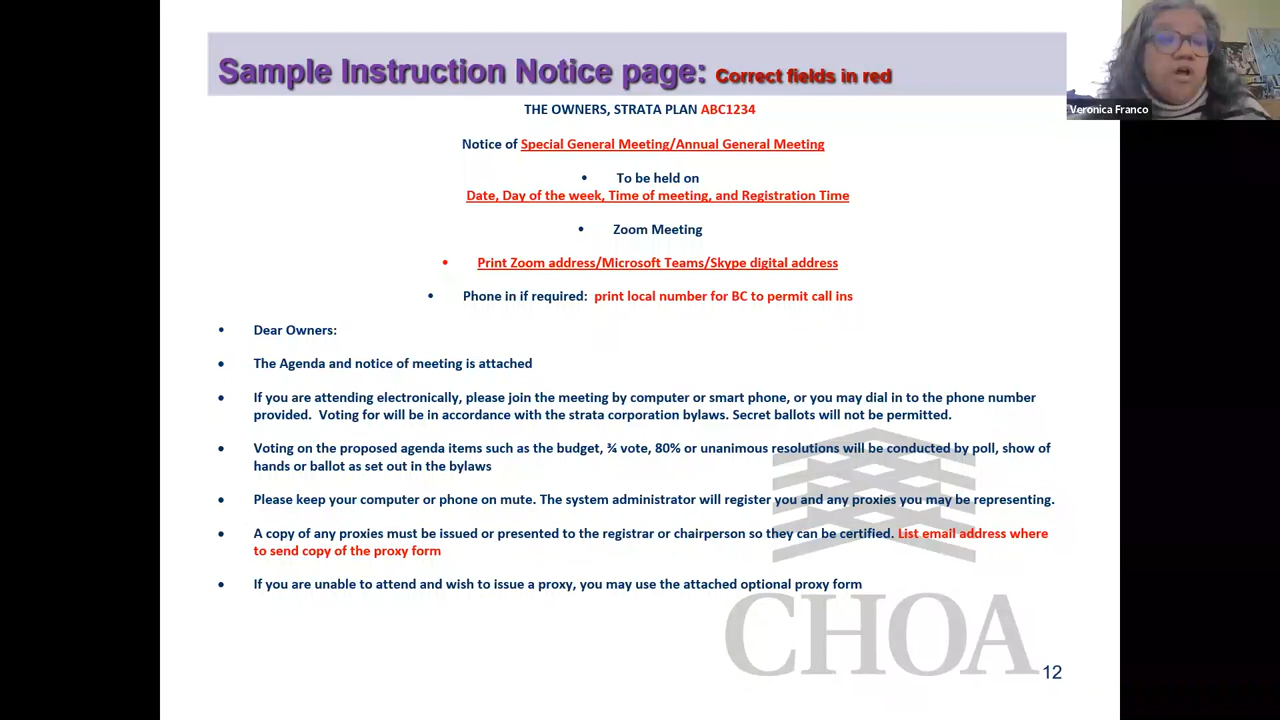 Sample Instruction Notice page: Correct fields in red
Veronica Franco
THE OWNERS, STRATA PLAN ABC1234
Notice of Special General Meeting/Annual General Meeting
• To be held on
Date, Day of the week, Time of meeting, and Registration Time
• Zoom Meeting
• Print Zoom address/Microsoft Teams/Skype digital address
• Phone in if required: print local number for BC to permit call ins
• Dear Owners:
• The Agenda and notice of meeting is attached
• If you are attending electronically, please join the meeting by computer or smart phone, or you may dial in to the phone number
provided. Voting for will be in accordance with the strata corporation bylaws. Secret ballots will not be permitted.
• Voting on the proposed agenda items such as the budget, ¾ vote, 80% or unanimous resolutions will be conducted by poll, show of
hands or ballot as set out in the bylaws
• Please keep your computer or phone on mute. The system administrator will register you and any proxies you may be representing.
• A copy of any proxies must be issued or presented to the registrar or chairperson so they can be certified. List email address where
to send copy of the proxy form
• If you are unable to attend and wish to issue a proxy, you may use the attached optional proxy form
CHOA
12